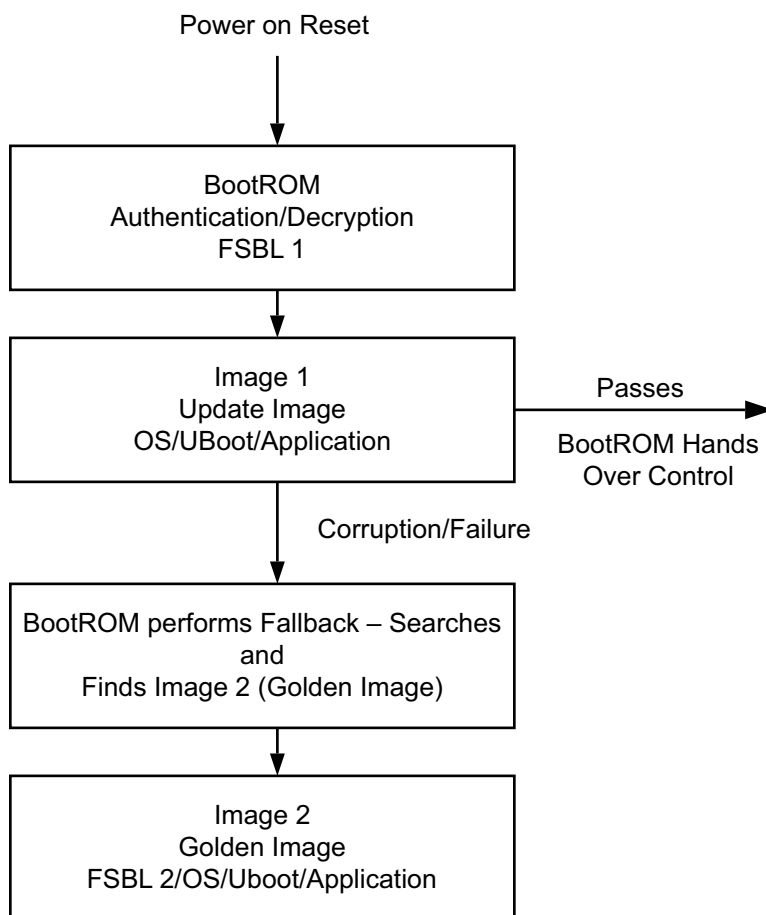 Power on Reset
BootROM
Authentication/Decryption
FSBL 1
Image 1
Update Image
OS/UBoot/Application
Passes
BootROM Hands
Over Control
Corruption/Failure
BootROM performs Fallback – Searches
and
Finds Image 2 (Golden Image)
Image 2
Golden Image
FSBL 2/OS/Uboot/Application